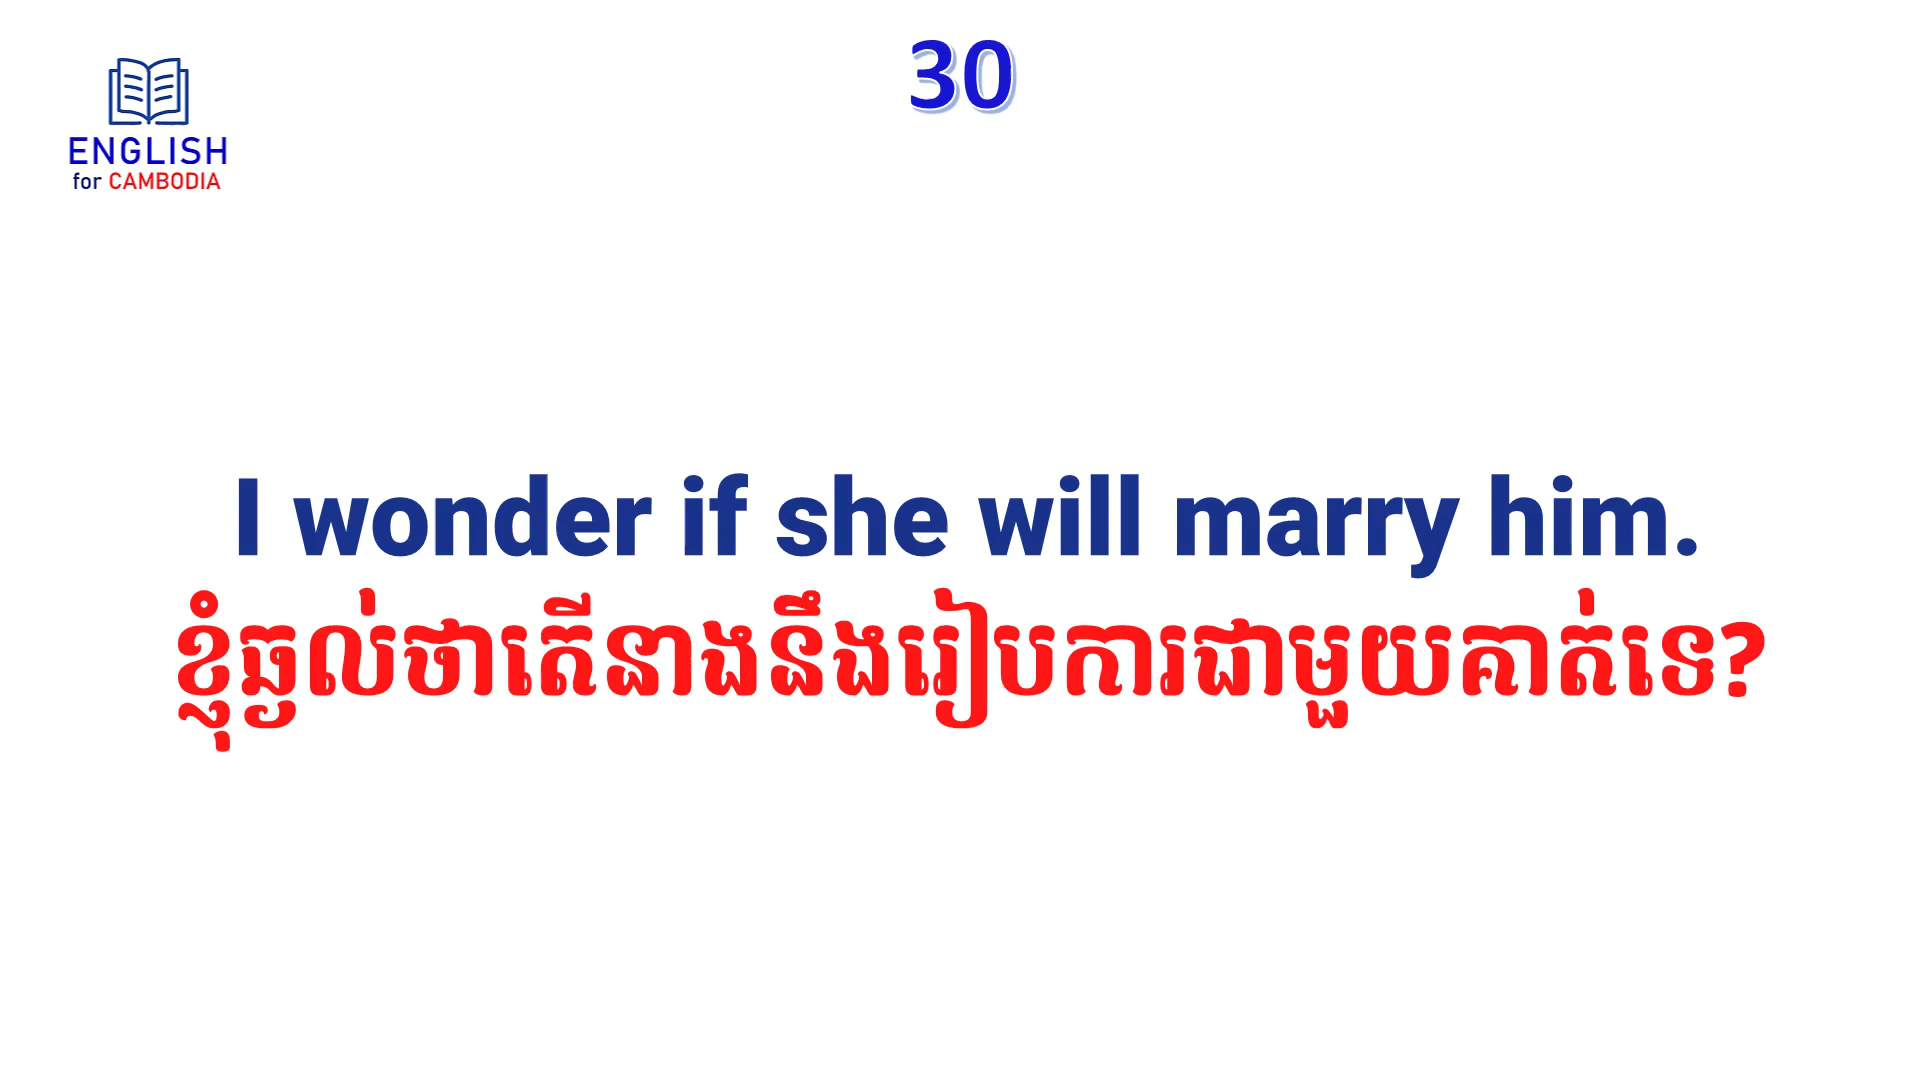 30
ENGLISH
for CAMBODIA
I wonder if she will marry him.
ខ្ញុំឆ្ងល់ថាតើនាងនឹងរៀបការជាមួយគាត់ទេ?